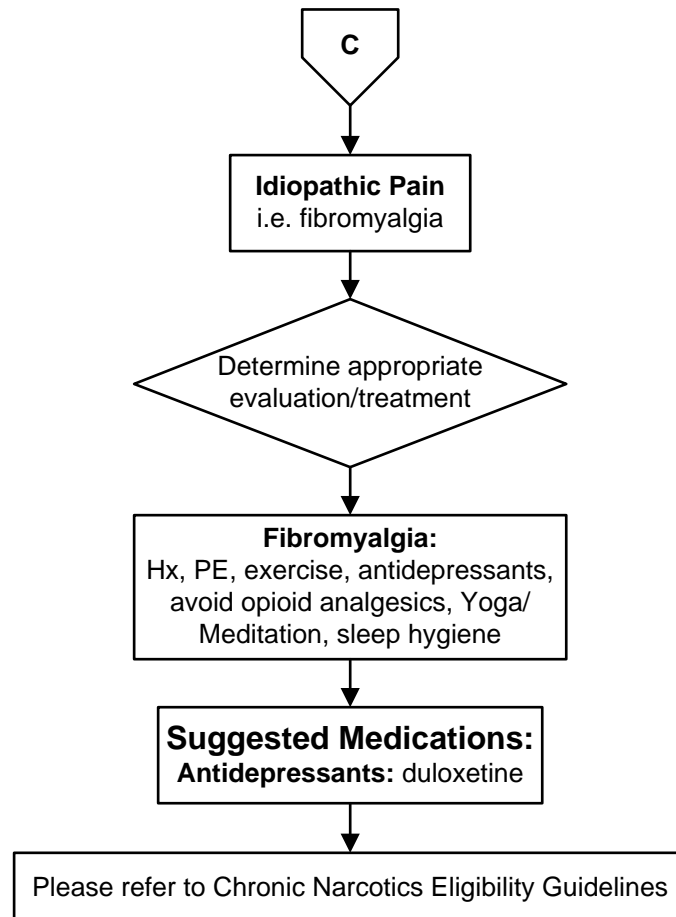 C
Idiopathic Pain
i.e. fibromyalgia
Determine appropriate
evaluation/treatment
Fibromyalgia:
Hx, PE, exercise, antidepressants,
avoid opioid analgesics, Yoga/
Meditation, sleep hygiene
Suggested Medications:
Antidepressants: duloxetine
Please refer to Chronic Narcotics Eligibility Guidelines